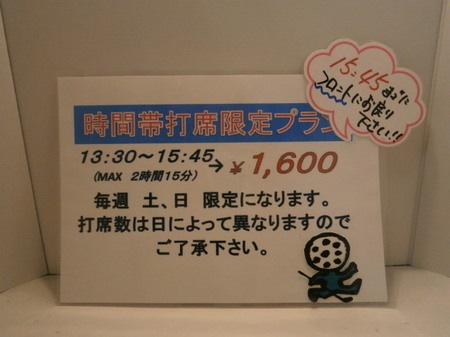 時間帯打席限定プラン
13:30～15:45→¥1,600
(MAX 2時間15分)
毎週 土、日 限定になります。
打席数は日によって異なりますので
ご了承下さい。
15:45までに
フロントにお戻り
下さい!!